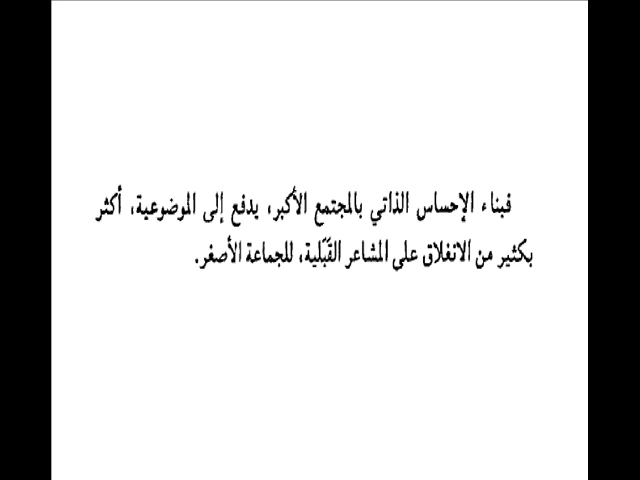 فبناء الإحساس الذاتي بالمجتمع الأكبر، يدفع إلى الموضوعية، أكثر
بكثير من الانغلاق على المشاعر القَبَلية، للجماعة الأصغر.